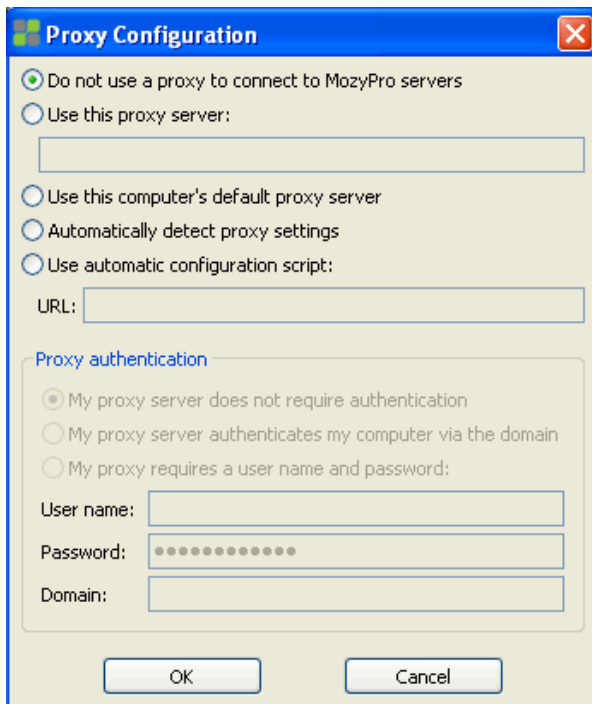 Proxy Configuration
Do not use a proxy to connect to MozyPro servers
Use this proxy server:
Use this computer's default proxy server
Automatically detect proxy settings
Use automatic configuration script:
URL:
Proxy authentication
My proxy server does not require authentication
My proxy server authenticates my computer via the domain
My proxy requires a user name and password:
User name:
Password: ●●●●●●●●●●●●
Domain:
OK Cancel